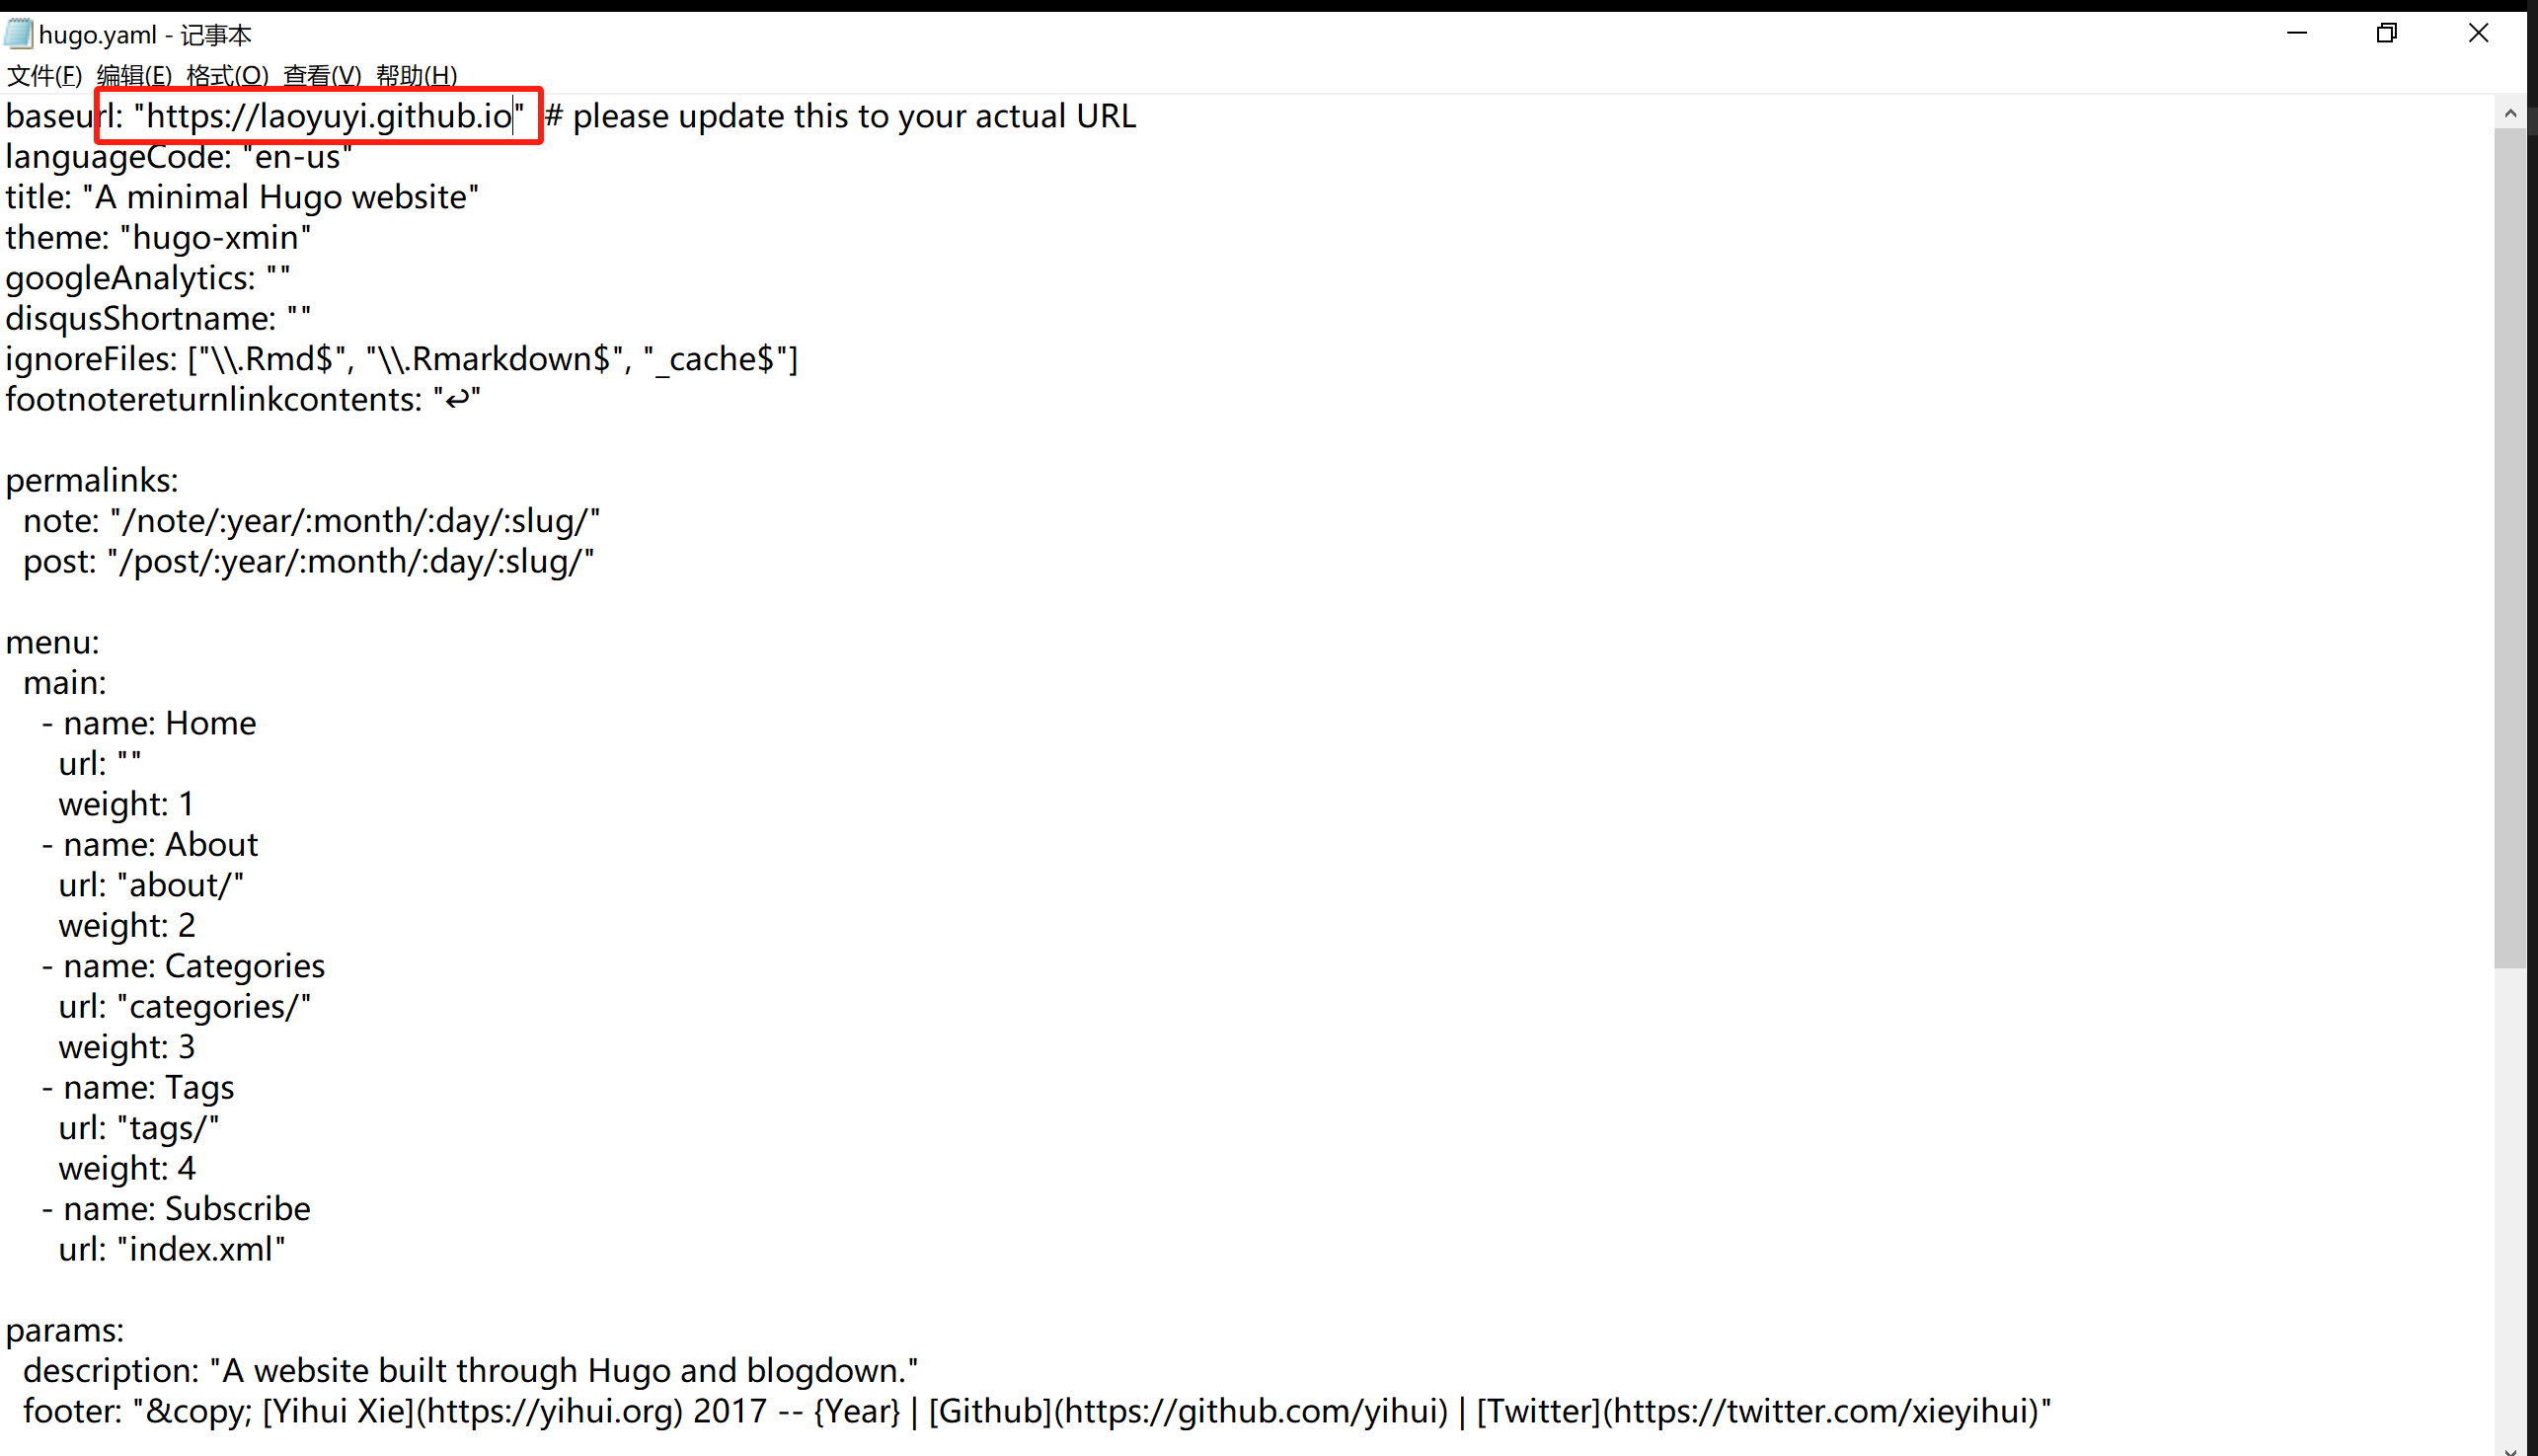 hugo.yaml - 记事本
文件(F) 编辑(E) 格式(O) 查看(V) 帮助(H)
baseurl: "https://laoyuyi.github.io" # please update this to your actual URL
languageCode: "en-us"
title: "A minimal Hugo website"
theme: "hugo-xmin"
googleAnalytics: ""
disqusShortname: ""
ignoreFiles: ["\\.Rmd$", "\\.Rmarkdown$", "_cache$"]
footnotereturnlinkcontents: "↩"
permalinks:
  note: "/note/:year/:month/:day/:slug/"
  post: "/post/:year/:month/:day/:slug/"
menu:
  main:
    - name: Home
      url: ""
      weight: 1
    - name: About
      url: "about/"
      weight: 2
    - name: Categories
      url: "categories/"
      weight: 3
    - name: Tags
      url: "tags/"
      weight: 4
    - name: Subscribe
      url: "index.xml"
params:
  description: "A website built through Hugo and blogdown."
  footer: "&copy; [Yihui Xie](https://yihui.org) 2017 -- {Year} | [Github](https://github.com/yihui) | [Twitter](https://twitter.com/xieyihui)"